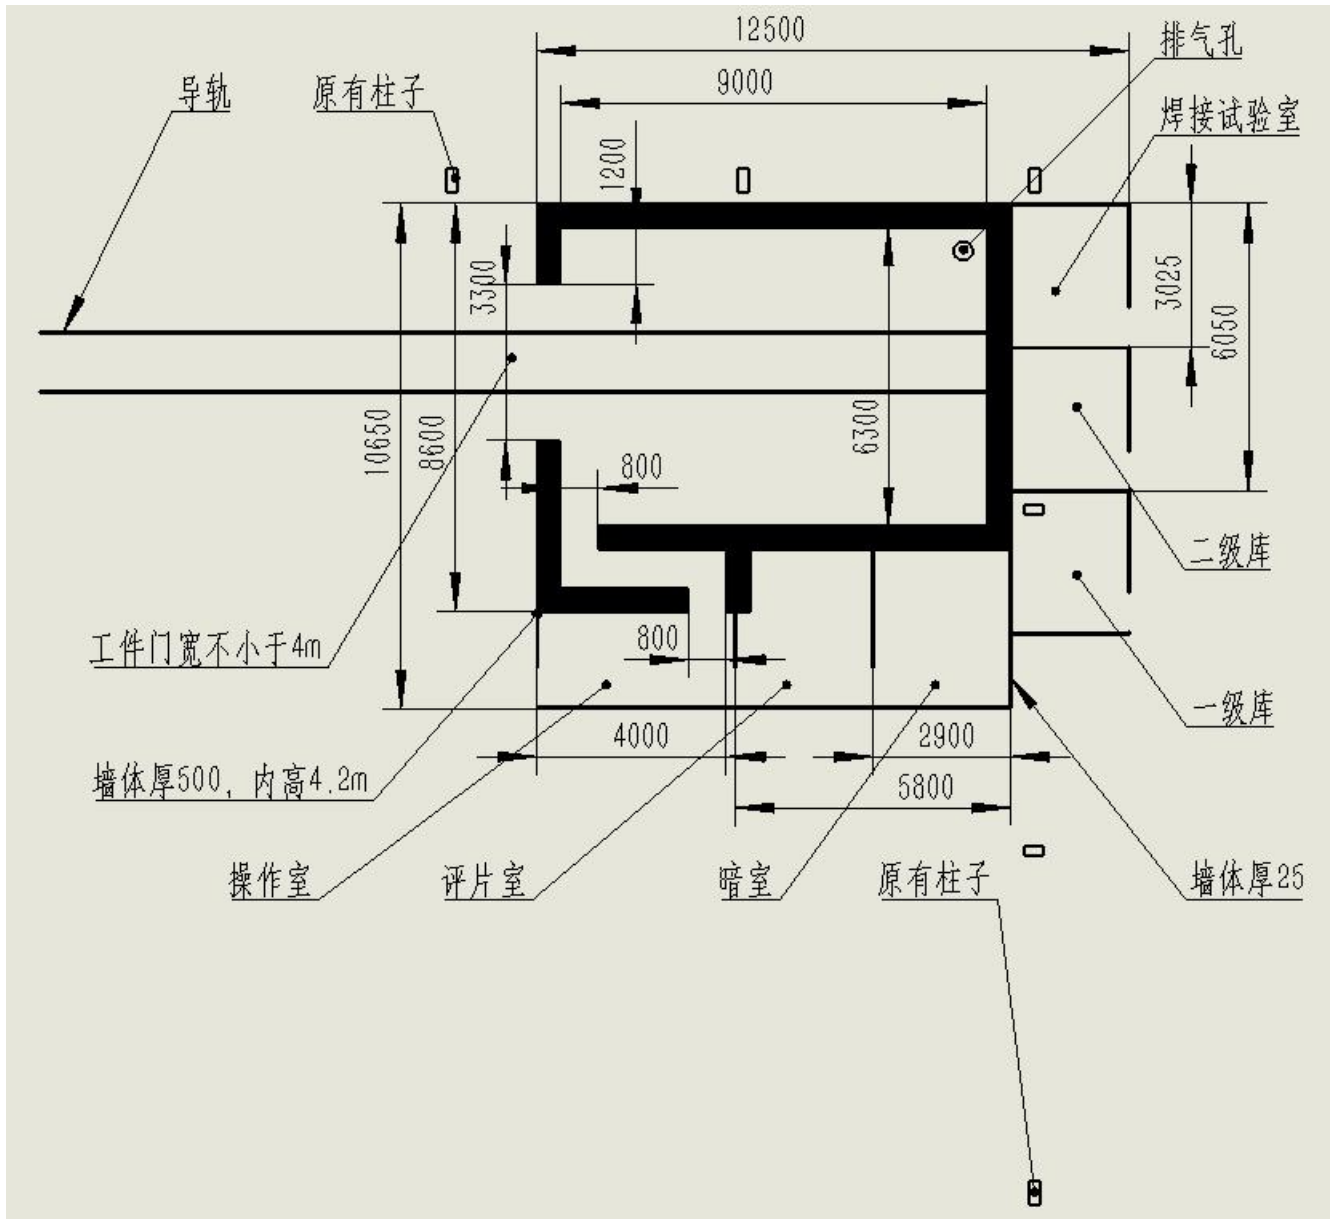 12500
排气孔
导轨
原有柱子
9000
焊接试验室
1200
3300
3025
6050
10650
8600
6300
800
二级库
工件门宽不小于4m
800
一级库
4000
2900
墙体厚500, 内高4.2m
5800
操作室
评片室
暗室
原有柱子
墙体厚25